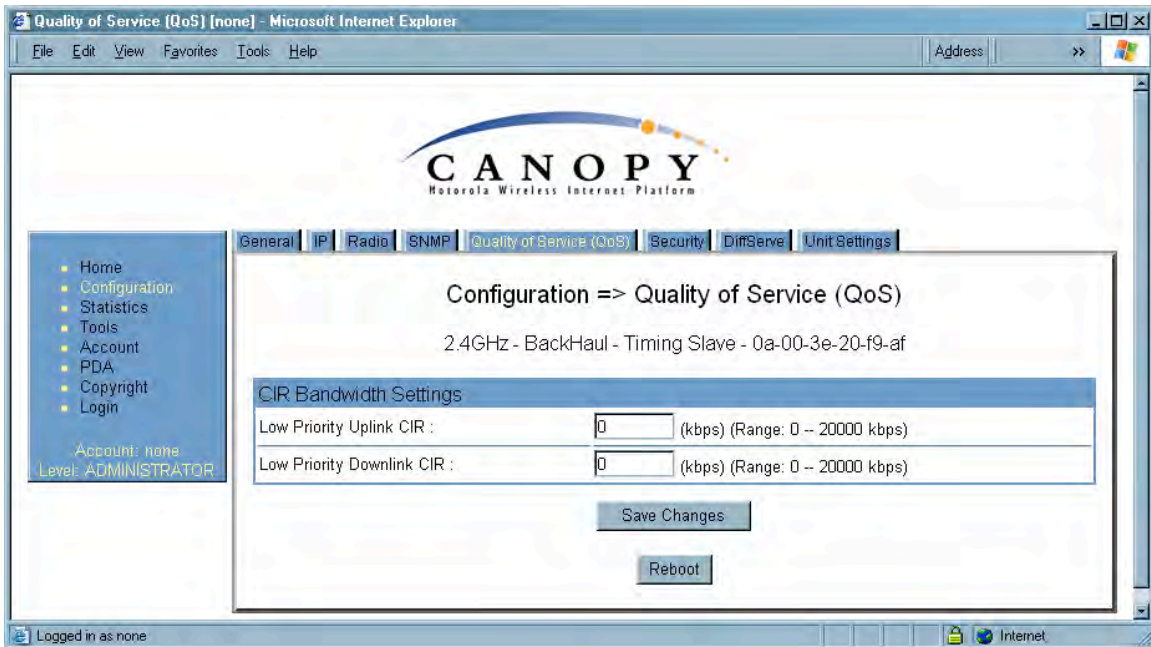 Quality of Service (QoS) [none] - Microsoft Internet Explorer
File Edit View Favorites Tools Help Address »
CANOPY
Motorola Wireless Internet Platform
General IP Radio SNMP Quality of Service (QoS) Security DiffServe Unit Settings
Home
Configuration
Statistics
Tools
Account
PDA
Copyright
Login
Account: none
Level: ADMINISTRATOR
Configuration => Quality of Service (QoS)
2.4GHz - BackHaul - Timing Slave - 0a-00-3e-20-f9-af
CIR Bandwidth Settings
Low Priority Uplink CIR : 0 (kbps) (Range: 0 -- 20000 kbps)
Low Priority Downlink CIR : 0 (kbps) (Range: 0 -- 20000 kbps)
Save Changes
Reboot
Logged in as none Internet